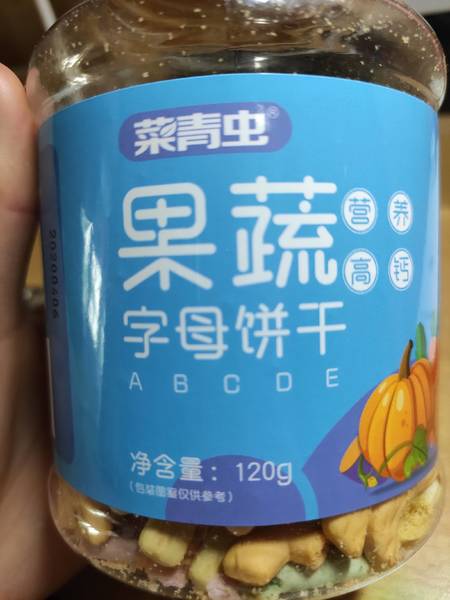 菜青虫®
果蔬
营养
高钙
字母饼干
A B C D E
净含量：120g
（包装图案仅供参考）
20200606